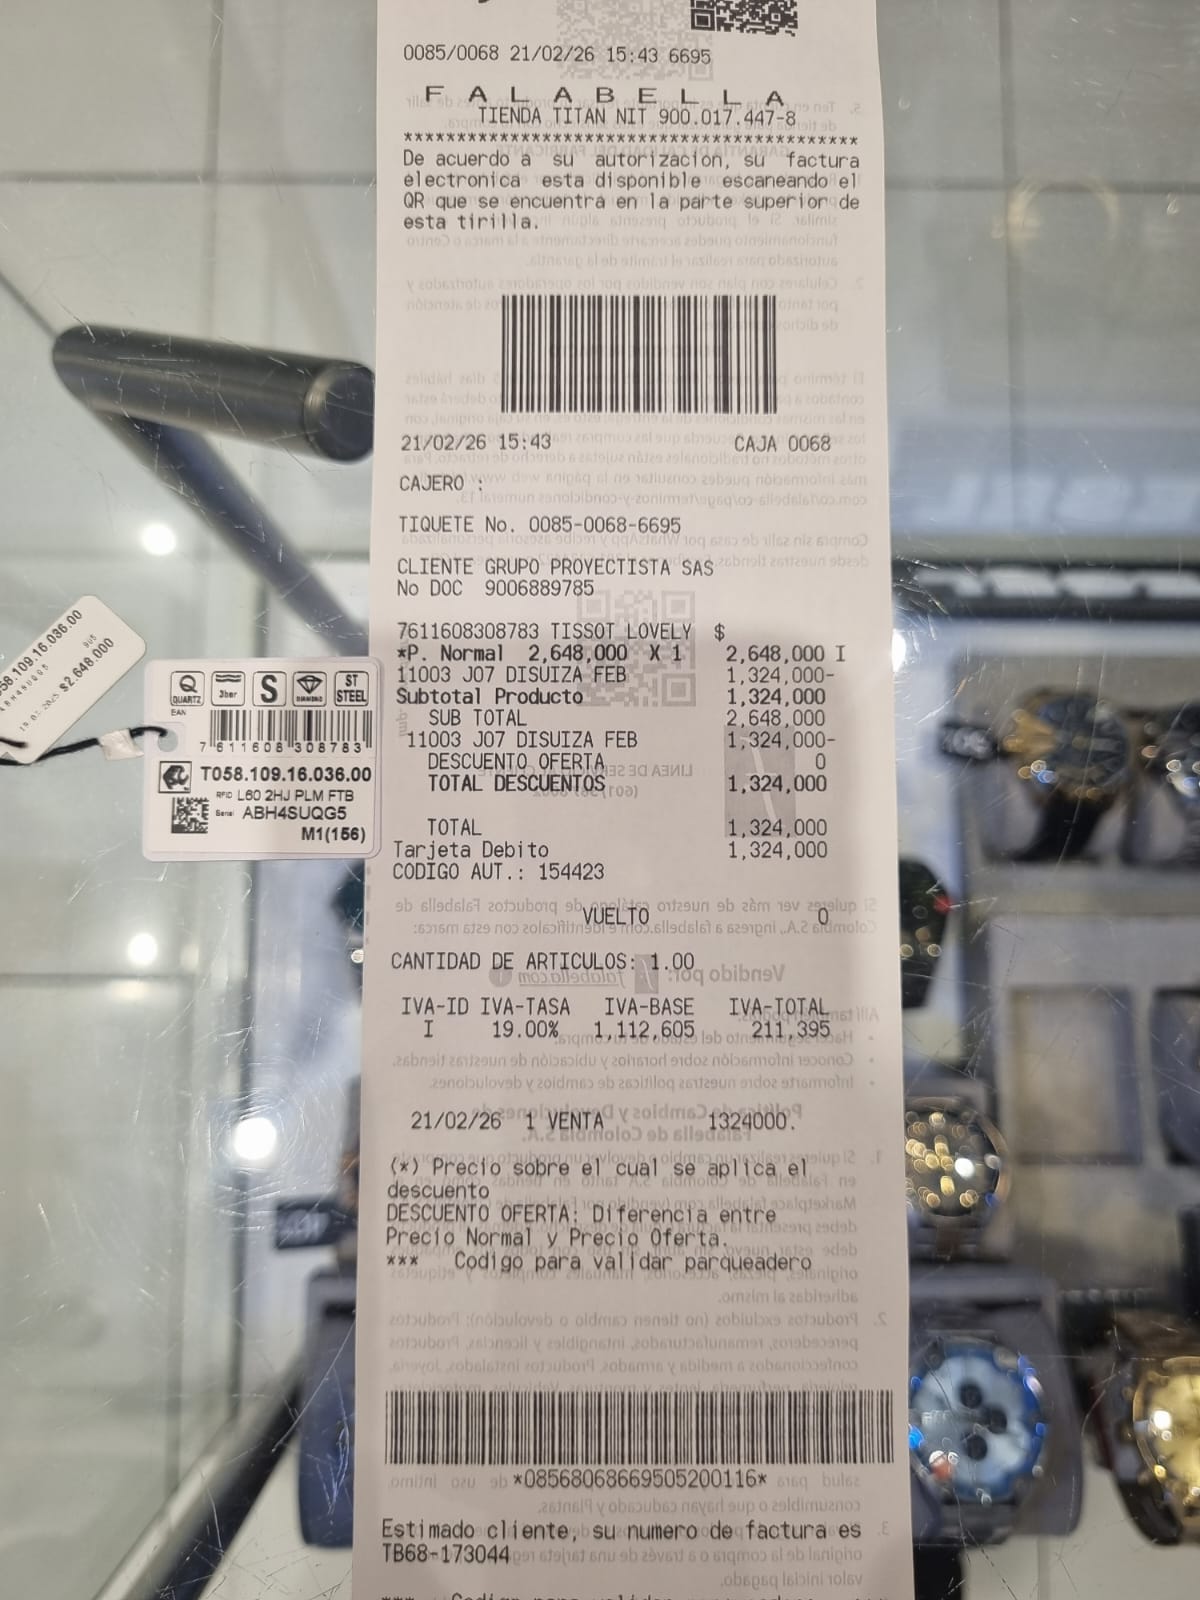 0085/0068 21/02/26 15:43 6695
F A L A B E L L A
TIENDA TITAN NIT 900.017.447-8
******************************************
De acuerdo a su autorizacion, su factura
electronica esta disponible escaneando el
QR que se encuentra en la parte superior de
esta tirilla.
21/02/26 15:43 CAJA 0068
CAJERO :
TIQUETE No. 0085-0068-6695
CLIENTE GRUPO PROYECTISTA SAS
No DOC 9006889785
7611608308783 TISSOT LOVELY $
*P. Normal 2,648,000 X 1 2,648,000 I
11003 J07 DISUIZA FEB 1,324,000-
Subtotal Producto 1,324,000
SUB TOTAL 2,648,000
11003 J07 DISUIZA FEB 1,324,000-
DESCUENTO OFERTA 0
TOTAL DESCUENTOS 1,324,000
TOTAL 1,324,000
Tarjeta Debito 1,324,000
CODIGO AUT.: 154423
VUELTO 0
CANTIDAD DE ARTICULOS: 1.00
IVA-ID IVA-TASA IVA-BASE IVA-TOTAL
I 19.00% 1,112,605 211,395
21/02/26 1 VENTA 1324000.
(*) Precio sobre el cual se aplica el
descuento
DESCUENTO OFERTA: Diferencia entre
Precio Normal y Precio Oferta.
*** Codigo para validar parqueadero
*08568068669505200116*
Estimado cliente, su numero de factura es
TB68-173044
58.109.16.036.00
$2.648.000
Q QUARTZ
3bar
S
DIAMOND
ST STEEL
EAN
7 611608 308783
T058.109.16.036.00
RFID L60 2HJ PLM FTB
Serial ABH4SUQG5
M1(156)